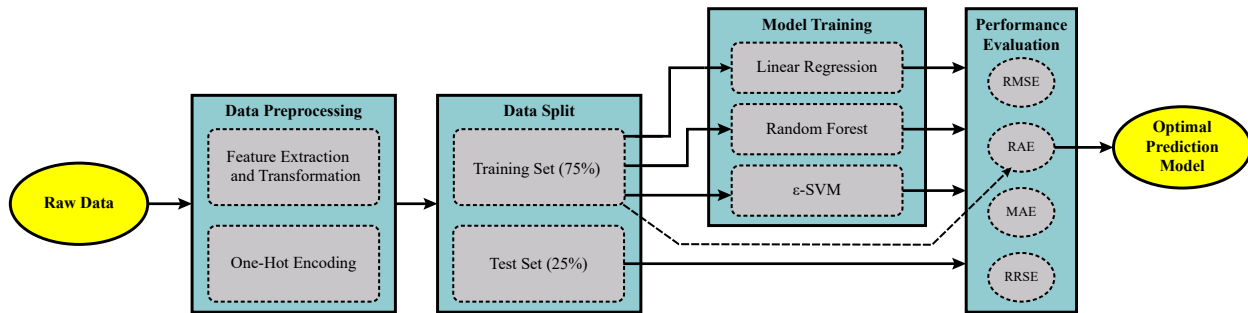 Raw Data
Data Preprocessing
Feature Extraction
and Transformation
One-Hot Encoding
Data Split
Training Set (75%)
Test Set (25%)
Model Training
Linear Regression
Random Forest
ε-SVM
Performance
Evaluation
RMSE
RAE
MAE
RRSE
Optimal
Prediction
Model